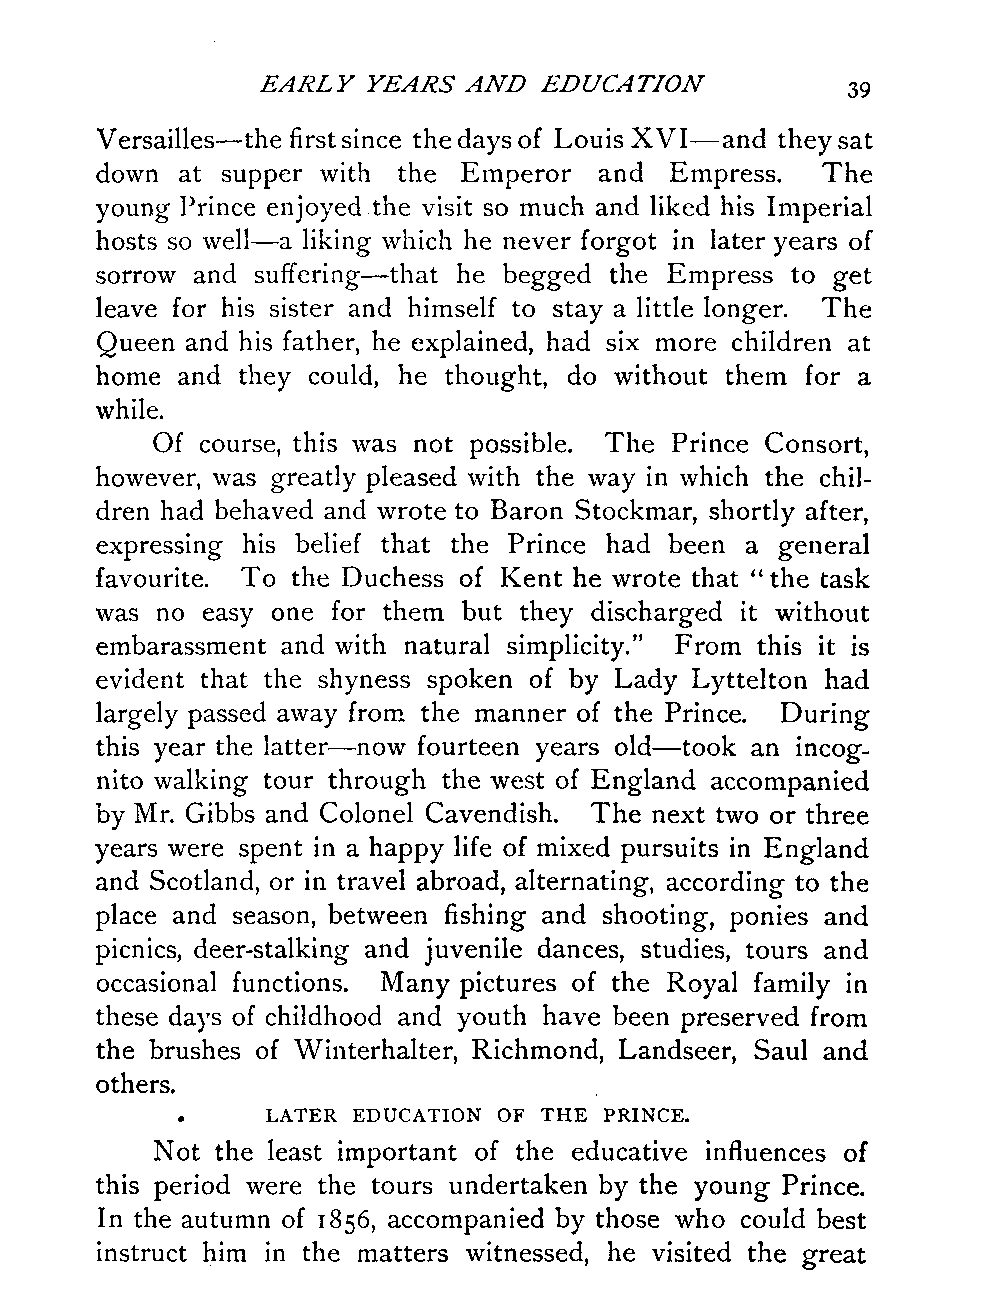 EARLY YEARS AND EDUCATION 39
Versailles—the first since the days of Louis XVI—and they sat
down at supper with the Emperor and Empress. The
young Prince enjoyed the visit so much and liked his Imperial
hosts so well—a liking which he never forgot in later years of
sorrow and suffering—that he begged the Empress to get
leave for his sister and himself to stay a little longer. The
Queen and his father, he explained, had six more children at
home and they could, he thought, do without them for a
while.
Of course, this was not possible. The Prince Consort,
however, was greatly pleased with the way in which the chil-
dren had behaved and wrote to Baron Stockmar, shortly after,
expressing his belief that the Prince had been a general
favourite. To the Duchess of Kent he wrote that “the task
was no easy one for them but they discharged it without
embarassment and with natural simplicity.” From this it is
evident that the shyness spoken of by Lady Lyttelton had
largely passed away from the manner of the Prince. During
this year the latter—now fourteen years old—took an incog-
nito walking tour through the west of England accompanied
by Mr. Gibbs and Colonel Cavendish. The next two or three
years were spent in a happy life of mixed pursuits in England
and Scotland, or in travel abroad, alternating, according to the
place and season, between fishing and shooting, ponies and
picnics, deer-stalking and juvenile dances, studies, tours and
occasional functions. Many pictures of the Royal family in
these days of childhood and youth have been preserved from
the brushes of Winterhalter, Richmond, Landseer, Saul and
others.
LATER EDUCATION OF THE PRINCE.
Not the least important of the educative influences of
this period were the tours undertaken by the young Prince.
In the autumn of 1856, accompanied by those who could best
instruct him in the matters witnessed, he visited the great